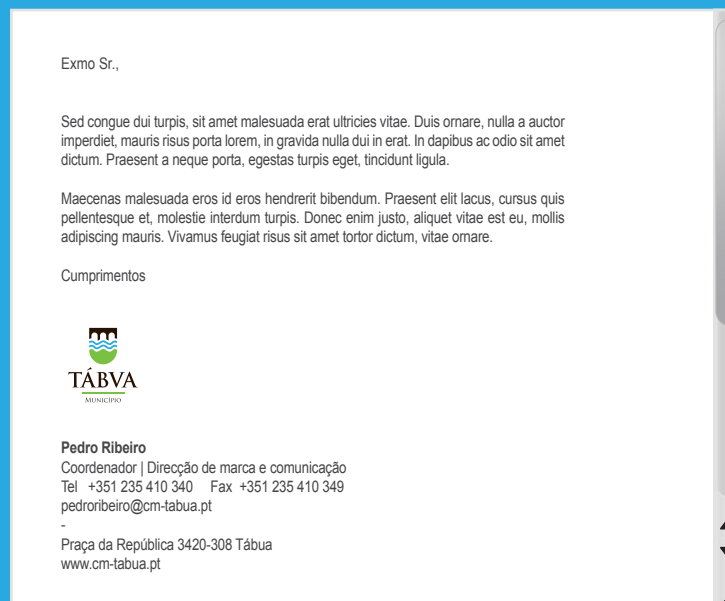 Exmo Sr.,
Sed congue dui turpis, sit amet malesuada erat ultricies vitae. Duis ornare, nulla a auctor
imperdiet, mauris risus porta lorem, in gravida nulla dui in erat. In dapibus ac odio sit amet
dictum. Praesent a neque porta, egestas turpis eget, tincidunt ligula.
Maecenas malesuada eros id eros hendrerit bibendum. Praesent elit lacus, cursus quis
pellentesque et, molestie interdum turpis. Donec enim justo, aliquet vitae est eu, mollis
adipiscing mauris. Vivamus feugiat risus sit amet tortor dictum, vitae ornare.
Cumprimentos
TÁBVA
MUNICÍPIO
Pedro Ribeiro
Coordenador | Direcção de marca e comunicação
Tel +351 235 410 340 Fax +351 235 410 349
pedroribeiro@cm-tabua.pt
-
Praça da República 3420-308 Tábua
www.cm-tabua.pt